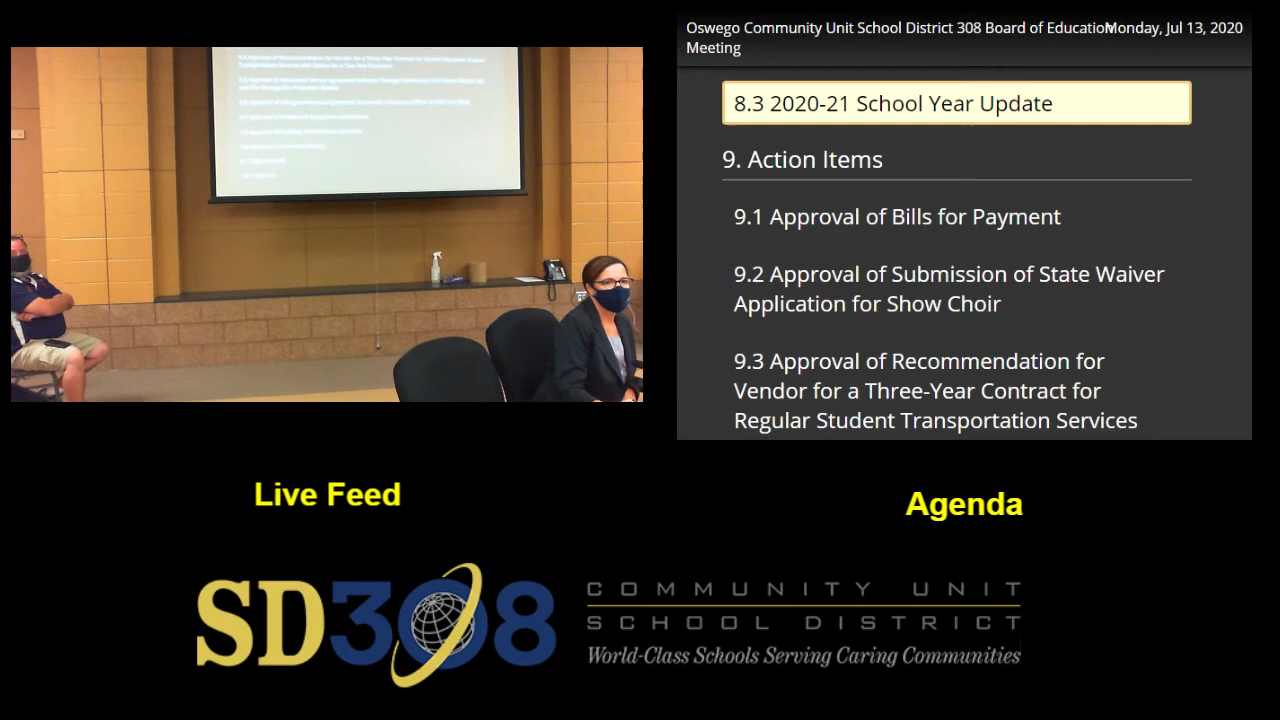 Oswego Community Unit School District 308 Board of Education
Monday, Jul 13, 2020
Meeting
8.3 2020-21 School Year Update
9. Action Items
9.1 Approval of Bills for Payment
9.2 Approval of Submission of State Waiver
Application for Show Choir
9.3 Approval of Recommendation for
Vendor for a Three-Year Contract for
Regular Student Transportation Services
Live Feed
Agenda
SD308
COMMUNITY UNIT
SCHOOL DISTRICT
World-Class Schools Serving Caring Communities